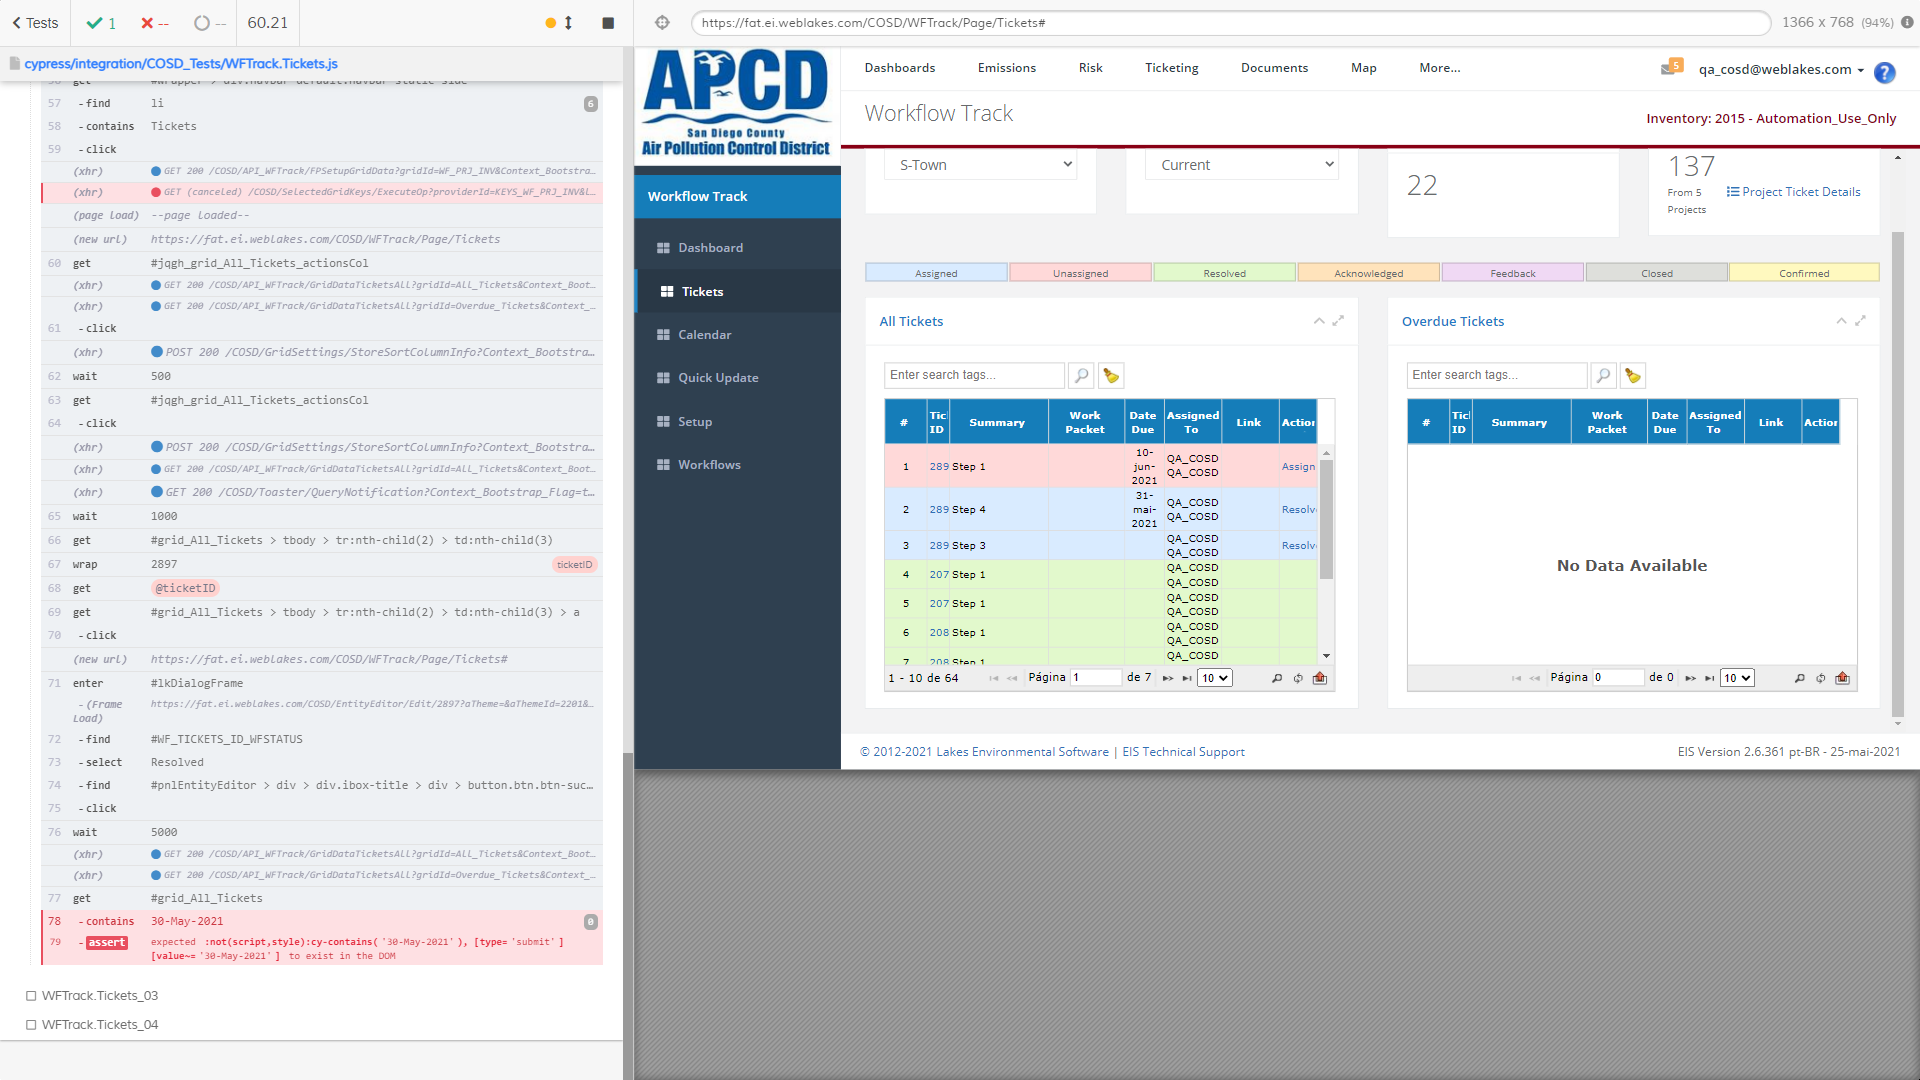 Tests
1
--
--
60.21
https://fat.ei.weblakes.com/COSD/WFTrack/Page/Tickets#
1366 x 768 (94%)
cypress/integration/COSD_Tests/WFTrack.Tickets.js
57 -find li 6
58 -contains Tickets
59 -click
(xhr) GET 200 /COSD/API_WFTrack/FPSetupGridData?gridId=WF_PRJ_INV&Context_Bootstra...
(xhr) GET (canceled) /COSD/SelectedGridKeys/ExecuteOp?providerId=KEYS_WF_PRJ_INV&l...
(page load) --page loaded--
(new url) https://fat.ei.weblakes.com/COSD/WFTrack/Page/Tickets
60 get #jqgh_grid_All_Tickets_actionsCol
(xhr) GET 200 /COSD/API_WFTrack/GridDataTicketsAll?gridId=All_Tickets&Context_Boot...
(xhr) GET 200 /COSD/API_WFTrack/GridDataTicketsAll?gridId=Overdue_Tickets&Context_...
61 -click
(xhr) POST 200 /COSD/GridSettings/StoreSortColumnInfo?Context_Bootstra...
62 wait 500
63 get #jqgh_grid_All_Tickets_actionsCol
64 -click
(xhr) POST 200 /COSD/GridSettings/StoreSortColumnInfo?Context_Bootstra...
(xhr) GET 200 /COSD/API_WFTrack/GridDataTicketsAll?gridId=All_Tickets&Context_Boot...
(xhr) GET 200 /COSD/Toaster/QueryNotification?Context_Bootstrap_Flag=t...
65 wait 1000
66 get #grid_All_Tickets > tbody > tr:nth-child(2) > td:nth-child(3)
67 wrap 2897 ticketID
68 get @ticketID
69 get #grid_All_Tickets > tbody > tr:nth-child(2) > td:nth-child(3) > a
70 -click
(new url) https://fat.ei.weblakes.com/COSD/WFTrack/Page/Tickets#
71 enter #lkDialogFrame
-(Frame Load) https://fat.ei.weblakes.com/COSD/EntityEditor/Edit/2897?aTheme=&aThemeId=2201&...
72 -find #WF_TICKETS_ID_WFSTATUS
73 -select Resolved
74 -find #pnlEntityEditor > div > div.ibox-title > div > button.btn.btn-suc...
75 -click
76 wait 5000
(xhr) GET 200 /COSD/API_WFTrack/GridDataTicketsAll?gridId=All_Tickets&Context_Boot...
(xhr) GET 200 /COSD/API_WFTrack/GridDataTicketsAll?gridId=Overdue_Tickets&Context_...
77 get #grid_All_Tickets
78 -contains 30-May-2021 0
79 -assert expected :not(script,style):cy-contains('30-May-2021'), [type='submit']
[value~='30-May-2021'] to exist in the DOM
WFTrack.Tickets_03
WFTrack.Tickets_04
APCD
San Diego County
Air Pollution Control District
Workflow Track
Dashboard
Tickets
Calendar
Quick Update
Setup
Workflows
Dashboards Emissions Risk Ticketing Documents Map More...
5 qa_cosd@weblakes.com ?
Workflow Track
Inventory: 2015 - Automation_Use_Only
S-Town
Current
22
137
From 5
Projects
Project Ticket Details
Assigned Unassigned Resolved Acknowledged Feedback Closed Confirmed
All Tickets
Enter search tags...
# Tic ID Summary Work Packet Date Due Assigned To Link Action
1 289 Step 1 10-jun-2021 QA_COSD QA_COSD Assign
2 289 Step 4 31-mai-2021 QA_COSD QA_COSD Resolv
3 289 Step 3 QA_COSD QA_COSD Resolv
4 207 Step 1 QA_COSD QA_COSD
5 207 Step 1 QA_COSD QA_COSD
6 208 Step 1 QA_COSD QA_COSD
7 208 Step 1 QA_COSD
1 - 10 de 64 Página 1 de 7 10
Overdue Tickets
Enter search tags...
# Tic ID Summary Work Packet Date Due Assigned To Link Action
No Data Available
Página 0 de 0 10
© 2012-2021 Lakes Environmental Software | EIS Technical Support
EIS Version 2.6.361 pt-BR - 25-mai-2021